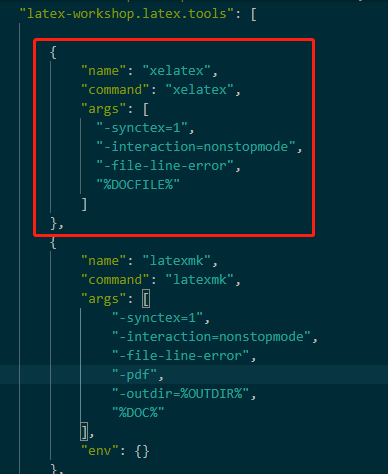 "latex-workshop.latex.tools": [
{
"name": "xelatex",
"command": "xelatex",
"args": [
"-synctex=1",
"-interaction=nonstopmode",
"-file-line-error",
"%DOCFILE%"
]
},
{
"name": "latexmk",
"command": "latexmk",
"args": [
"-synctex=1",
"-interaction=nonstopmode",
"-file-line-error",
"-pdf",
"-outdir=%OUTDIR%",
"%DOC%"
],
"env": {}
},